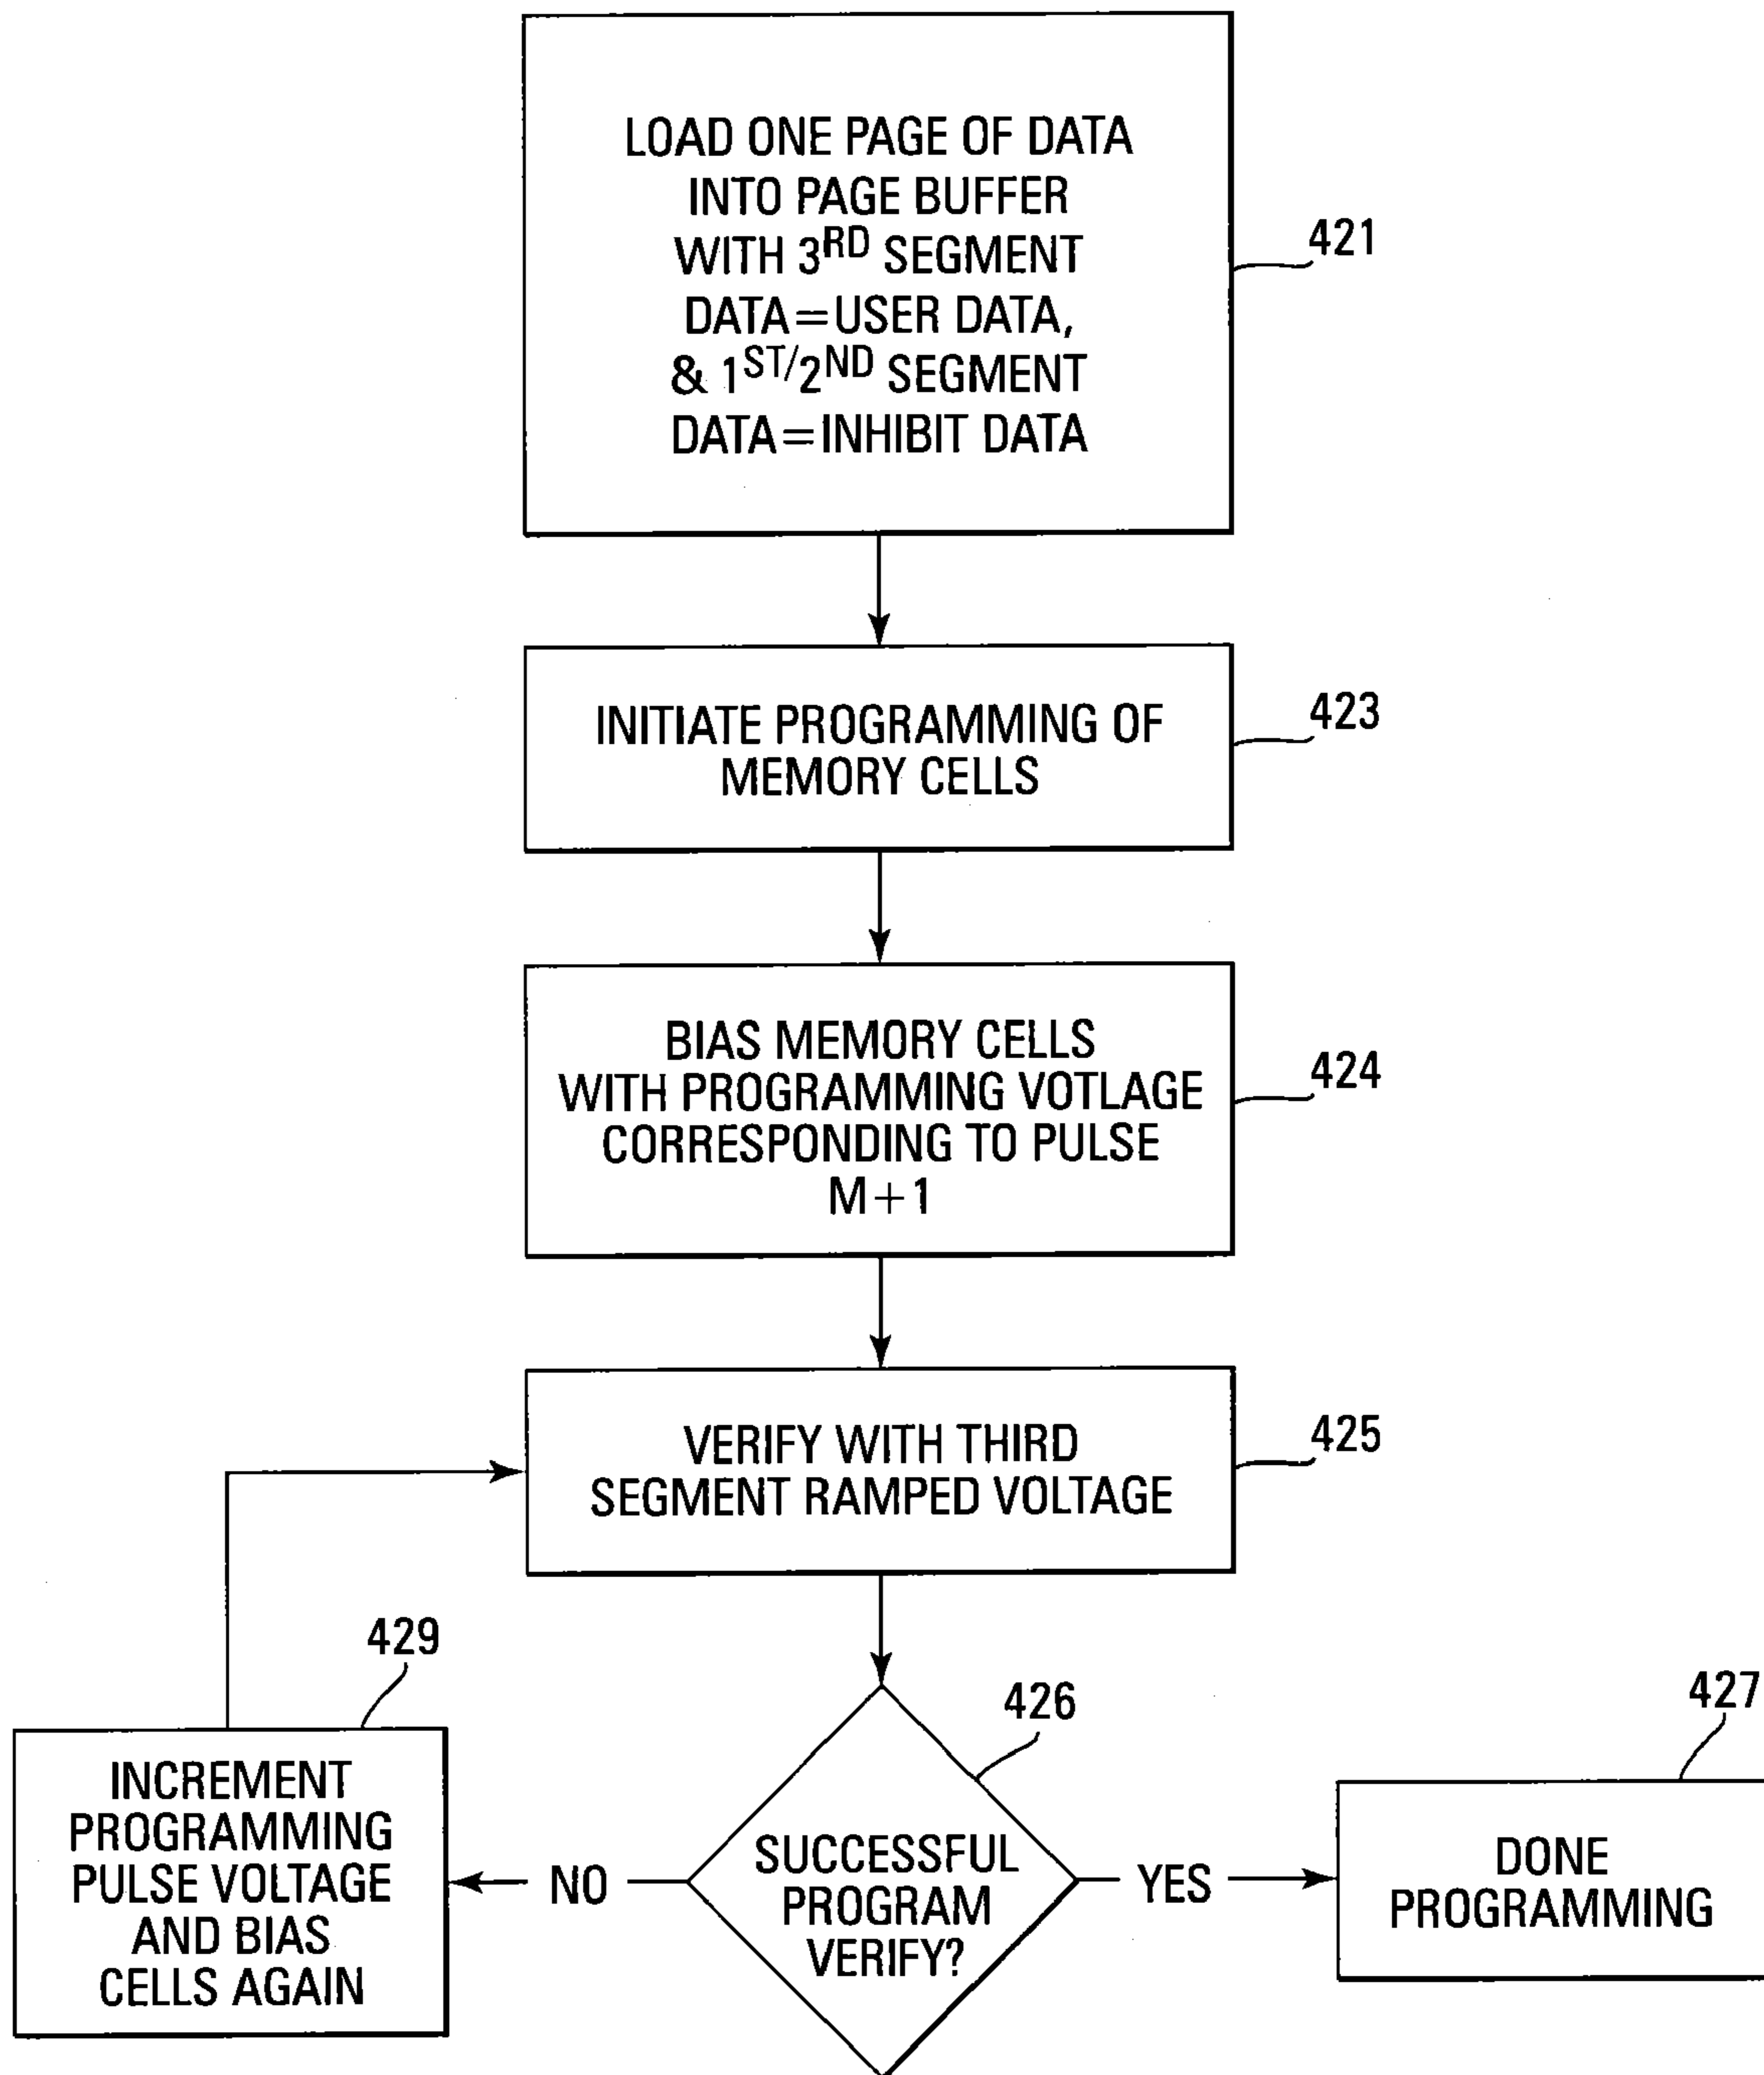 LOAD ONE PAGE OF DATA
INTO PAGE BUFFER
WITH 3RD SEGMENT
DATA=USER DATA,
& 1ST/2ND SEGMENT
DATA=INHIBIT DATA
421
INITIATE PROGRAMMING OF
MEMORY CELLS
423
BIAS MEMORY CELLS
WITH PROGRAMMING VOTLAGE
CORRESPONDING TO PULSE
M+1
424
VERIFY WITH THIRD
SEGMENT RAMPED VOLTAGE
425
429
INCREMENT
PROGRAMMING
PULSE VOLTAGE
AND BIAS
CELLS AGAIN
NO
426
SUCCESSFUL
PROGRAM
VERIFY?
YES
427
DONE
PROGRAMMING